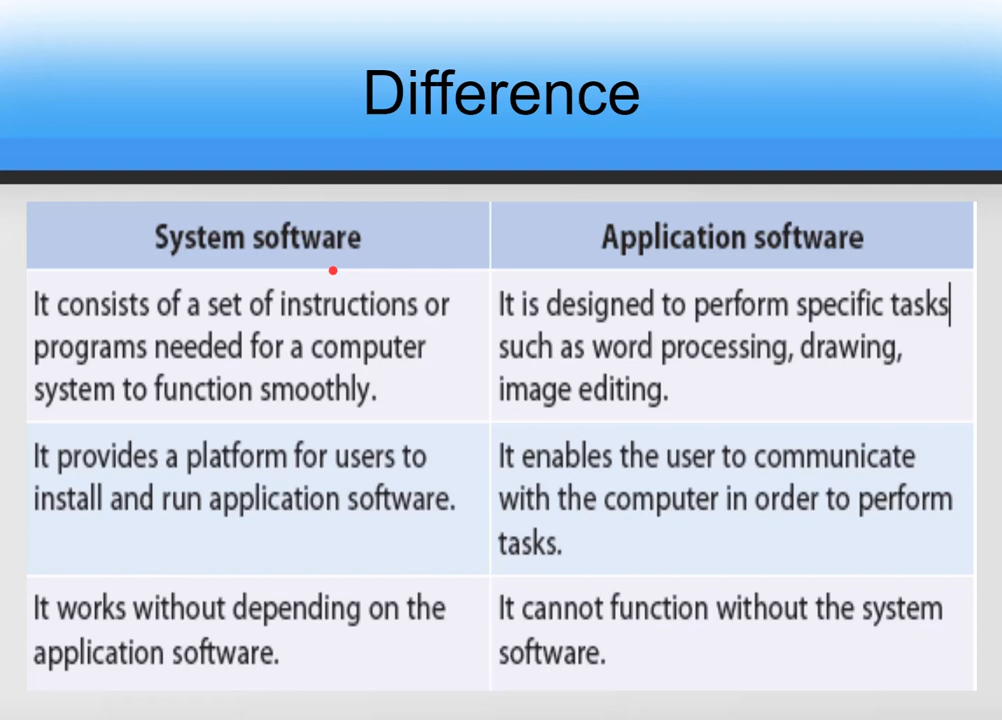 Difference
System software
Application software
It consists of a set of instructions or
programs needed for a computer
system to function smoothly.
It is designed to perform specific tasks
such as word processing, drawing,
image editing.
It provides a platform for users to
install and run application software.
It enables the user to communicate
with the computer in order to perform
tasks.
It works without depending on the
application software.
It cannot function without the system
software.